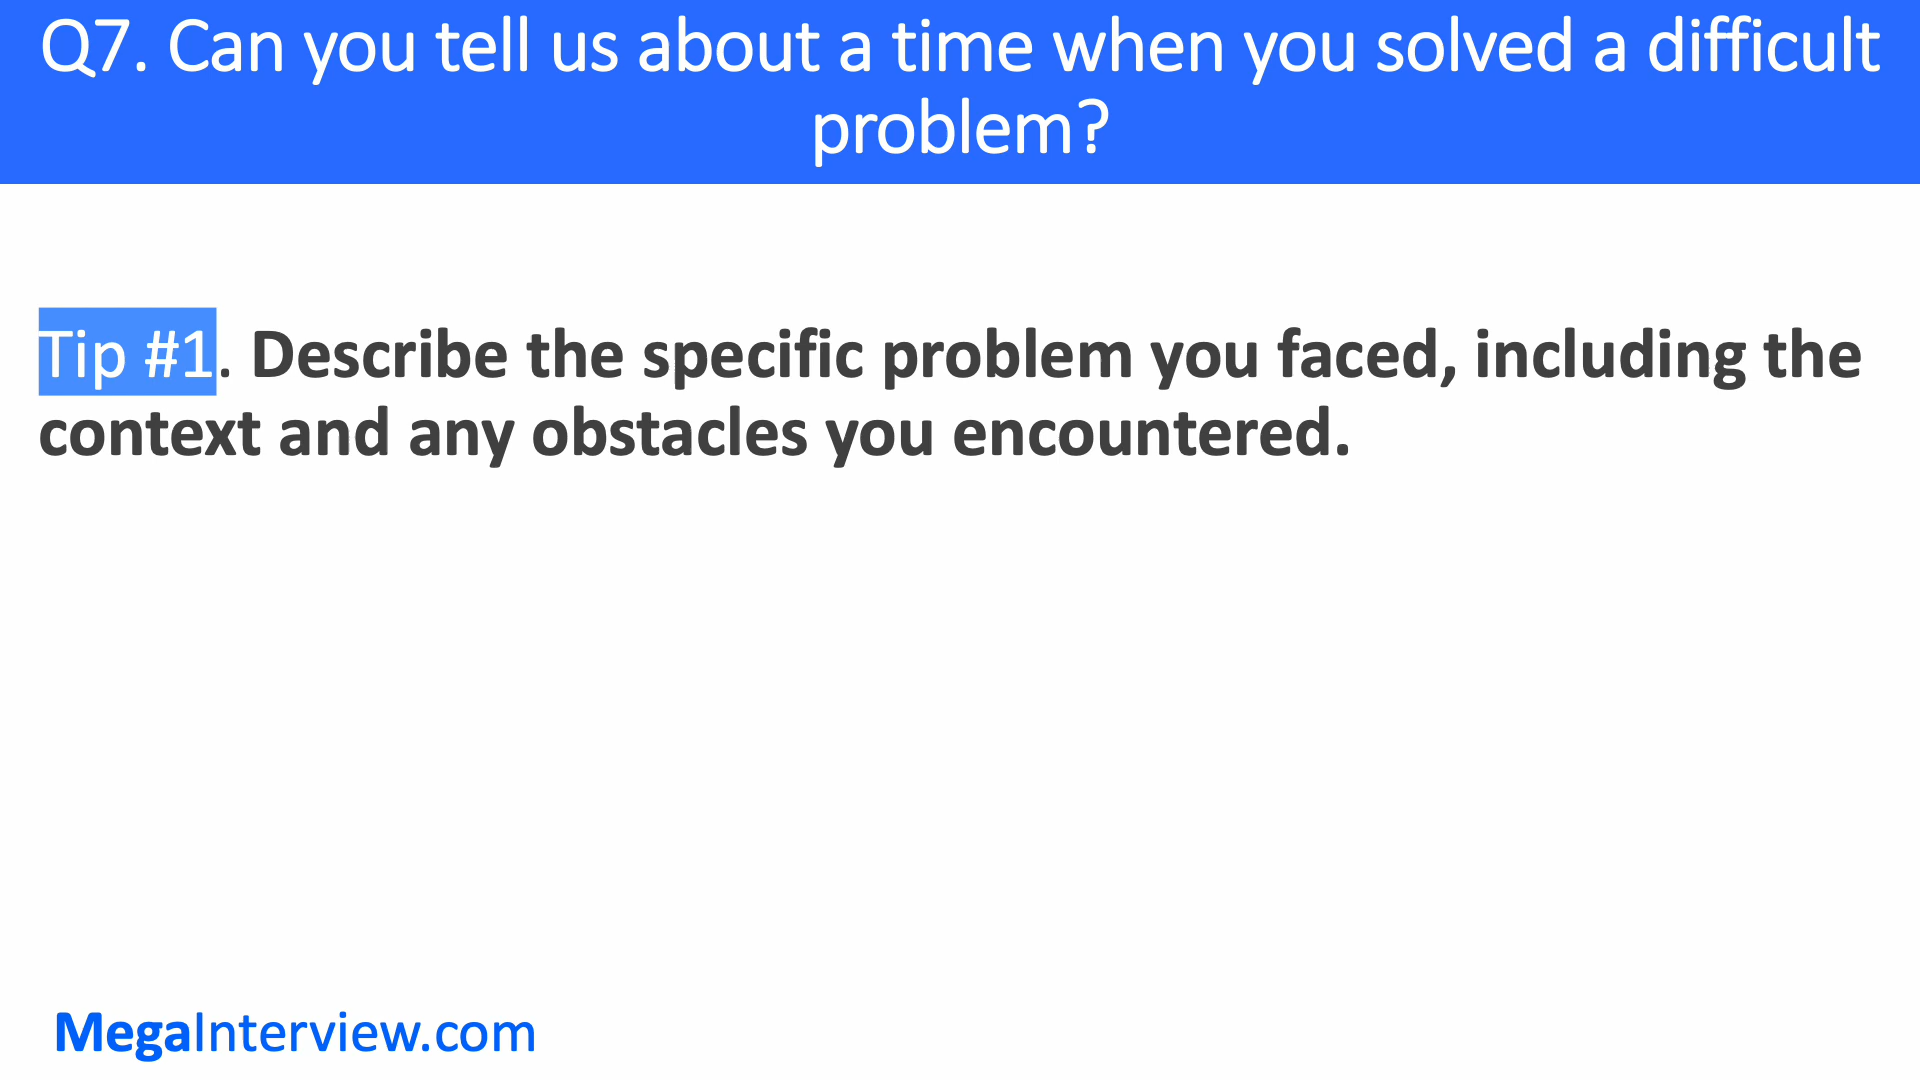 Q7. Can you tell us about a time when you solved a difficult
problem?
Tip #1. Describe the specific problem you faced, including the
context and any obstacles you encountered.
MegaInterview.com